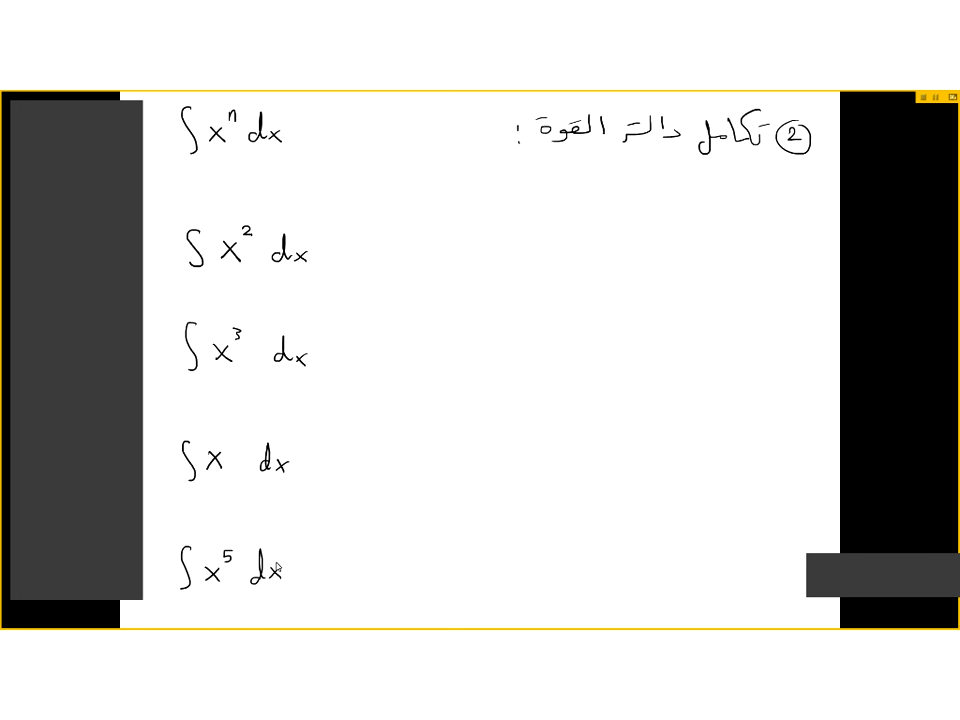 ② تكامل دالة القوة :
∫ xⁿ dx
∫ x² dx
∫ x³ dx
∫ x dx
∫ x⁵ dx